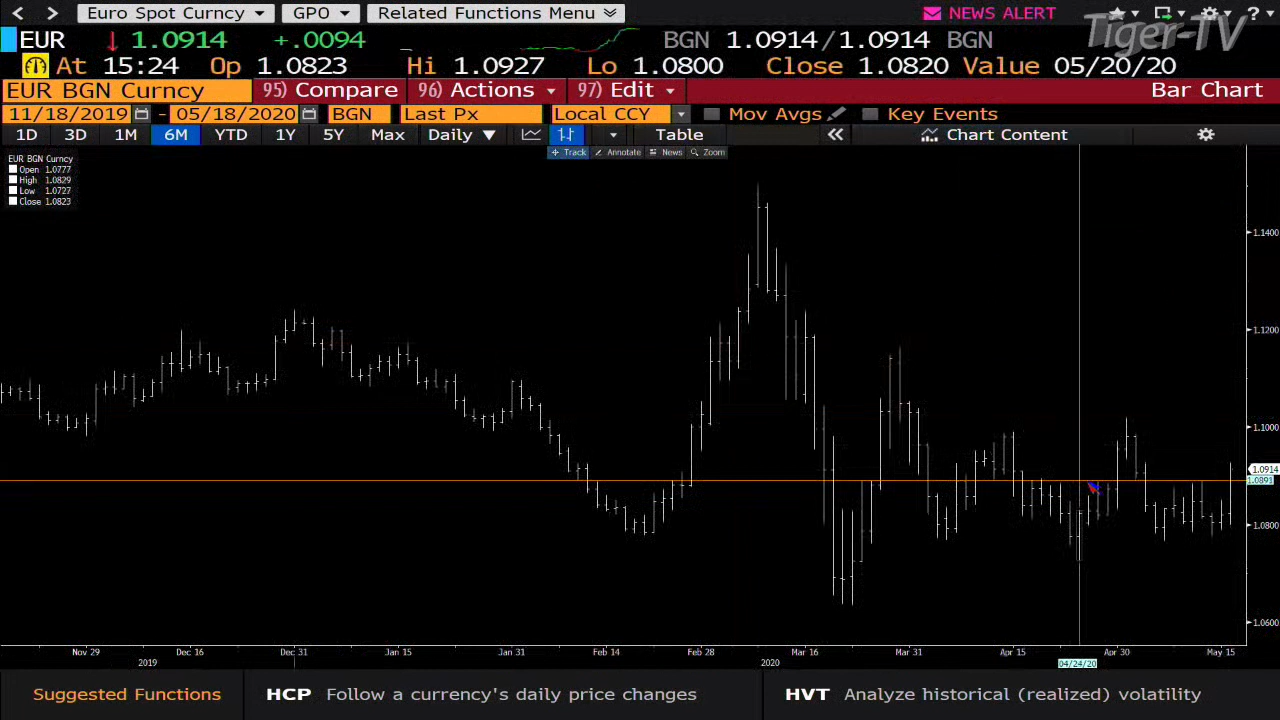 Euro Spot Curncy GPO Related Functions Menu NEWS ALERT ?
Tiger-TV
EUR 1.0914 +.0094 BGN 1.0914/1.0914 BGN
At 15:24 Op 1.0823 Hi 1.0927 Lo 1.0800 Close 1.0820 Value 05/20/20
EUR BGN Curncy 95) Compare 96) Actions 97) Edit Bar Chart
11/18/2019 - 05/18/2020 BGN Last Px Local CCY Mov Avgs Key Events
1D 3D 1M 6M YTD 1Y 5Y Max Daily Table Chart Content
Track Annotate News Zoom
EUR BGN Curncy
Open 1.0777
High 1.0829
Low 1.0727
Close 1.0823
1.1400
1.1200
1.1000
1.0914
1.0891
1.0800
1.0600
Nov 29 Dec 16 Dec 31 Jan 15 Jan 31 Feb 14 Feb 28 Mar 16 Mar 31 Apr 15 Apr 30 May 15
2019 2020 04/24/20
Suggested Functions HCP Follow a currency's daily price changes HVT Analyze historical (realized) volatility